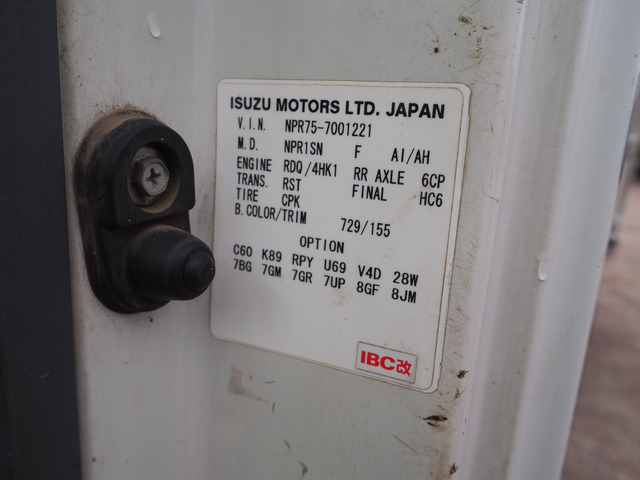 ISUZU MOTORS LTD. JAPAN
V.I.N. NPR75-7001221
M.D. NPR1SN F AI/AH
ENGINE RDQ/4HK1 RR AXLE 6CP
TRANS. RST FINAL HC6
TIRE CPK
B.COLOR/TRIM 729/155
OPTION
C60 K89 RPY U69 V4D 28W
7BG 7GM 7GR 7UP 8GF 8JM
IBC改